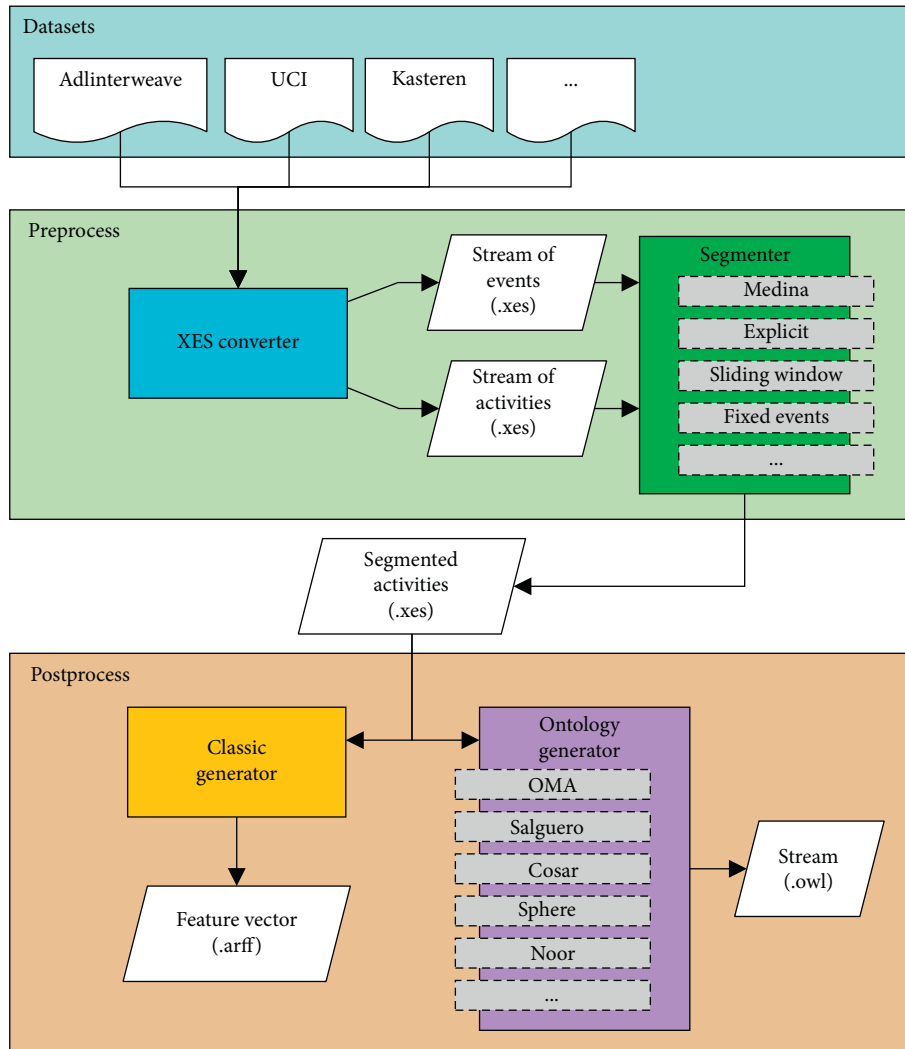 Datasets
Adlinterweave
UCI
Kasteren
...
Preprocess
XES converter
Stream of
events
(.xes)
Stream of
activities
(.xes)
Segmenter
Medina
Explicit
Sliding window
Fixed events
...
Segmented
activities
(.xes)
Postprocess
Classic
generator
Feature vector
(.arff)
Ontology
generator
OMA
Salguero
Cosar
Sphere
Noor
...
Stream
(.owl)